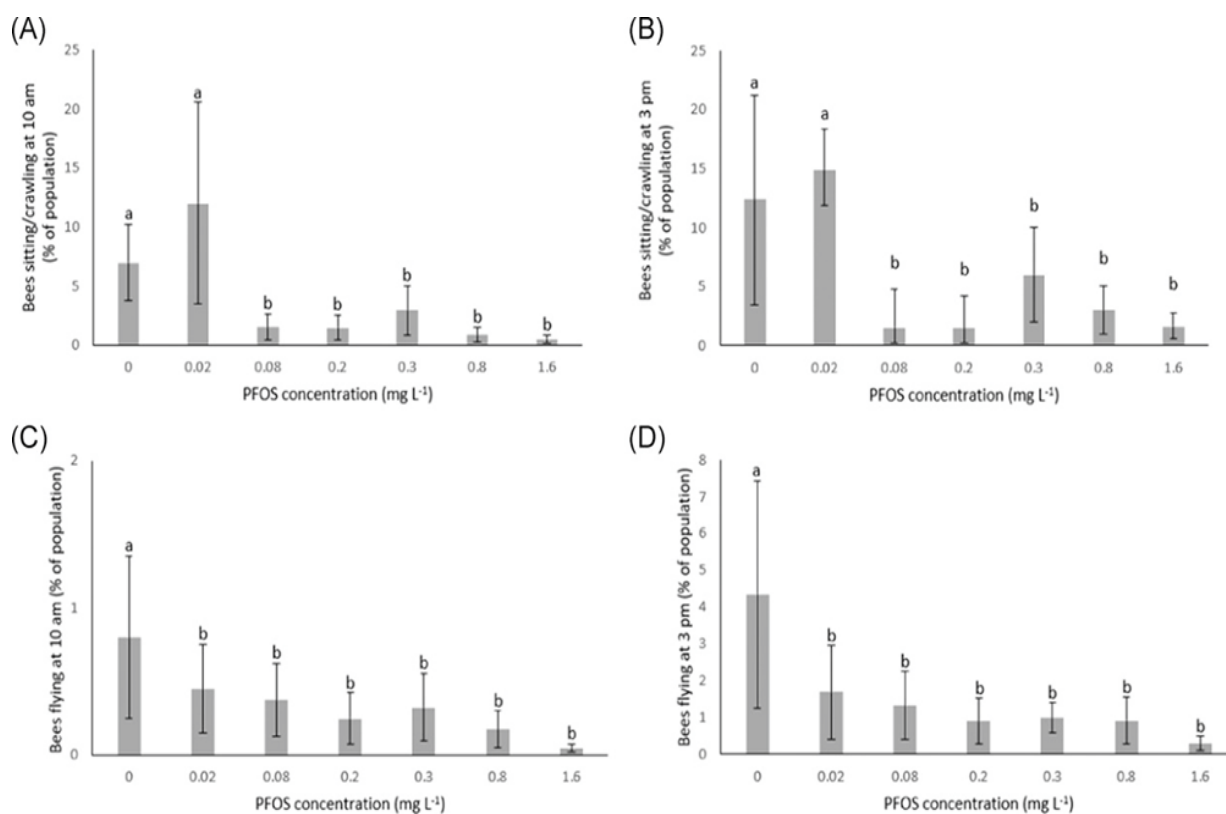 (A)
Bees sitting/crawling at 10 am
(% of population)
25
20
15
10
5
0
a
a
b
b
b
b
b
0
0.02
0.08
0.2
0.3
0.8
1.6
PFOS concentration (mg L⁻¹)
(B)
Bees sitting/crawling at 3 pm
(% of population)
25
20
15
10
5
0
a
a
b
b
b
b
b
0
0.02
0.08
0.2
0.3
0.8
1.6
PFOS concentration (mg L⁻¹)
(C)
Bees flying at 10 am (% of population)
2
1
0
a
b
b
b
b
b
b
0
0.02
0.08
0.2
0.3
0.8
1.6
PFOS concentration (mg L⁻¹)
(D)
Bees flying at 3 pm (% of population)
8
7
6
5
4
3
2
1
0
a
b
b
b
b
b
b
0
0.02
0.08
0.2
0.3
0.8
1.6
PFOS concentration (mg L⁻¹)